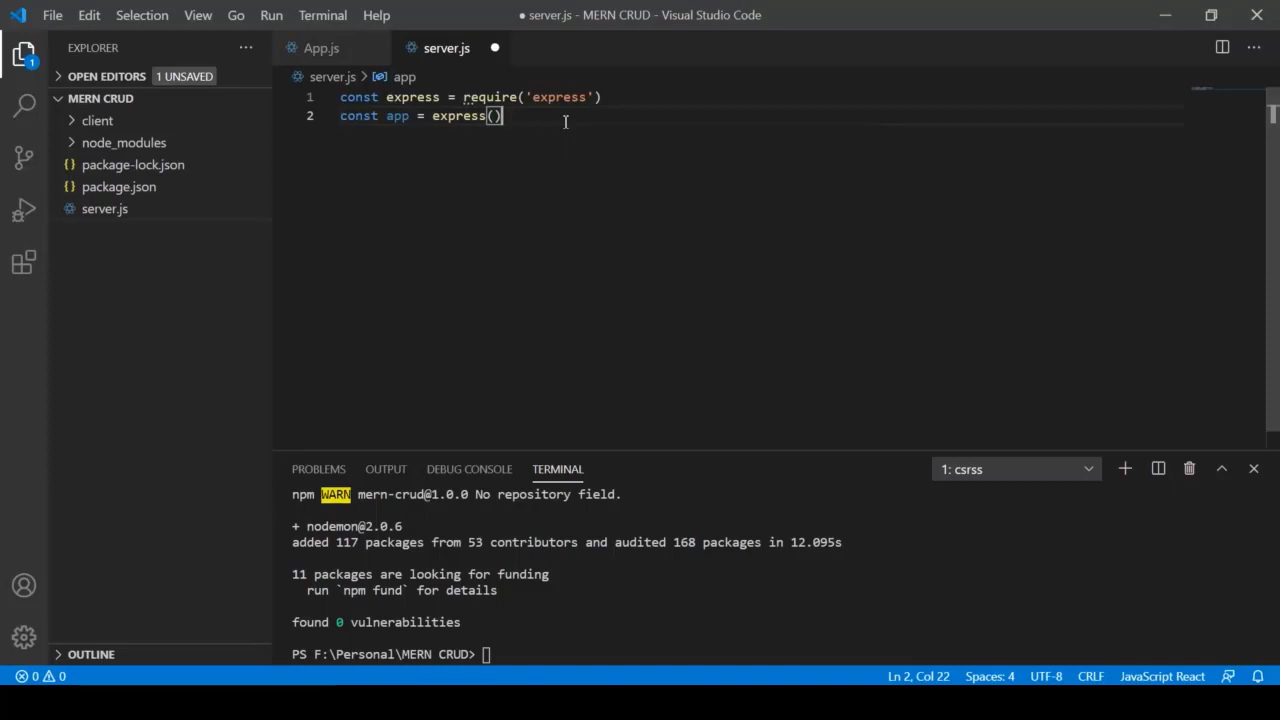 File Edit Selection View Go Run Terminal Help ● server.js - MERN CRUD - Visual Studio Code
EXPLORER ··· App.js server.js ●
1
OPEN EDITORS 1 UNSAVED
server.js > app
MERN CRUD
client
node_modules
package-lock.json
package.json
server.js
1 const express = require('express')
2 const app = express()
PROBLEMS OUTPUT DEBUG CONSOLE TERMINAL 1: csrss
npm WARN mern-crud@1.0.0 No repository field.
+ nodemon@2.0.6
added 117 packages from 53 contributors and audited 168 packages in 12.095s
11 packages are looking for funding
run `npm fund` for details
found 0 vulnerabilities
PS F:\Personal\MERN CRUD>
OUTLINE
0 0 Ln 2, Col 22 Spaces: 4 UTF-8 CRLF JavaScript React